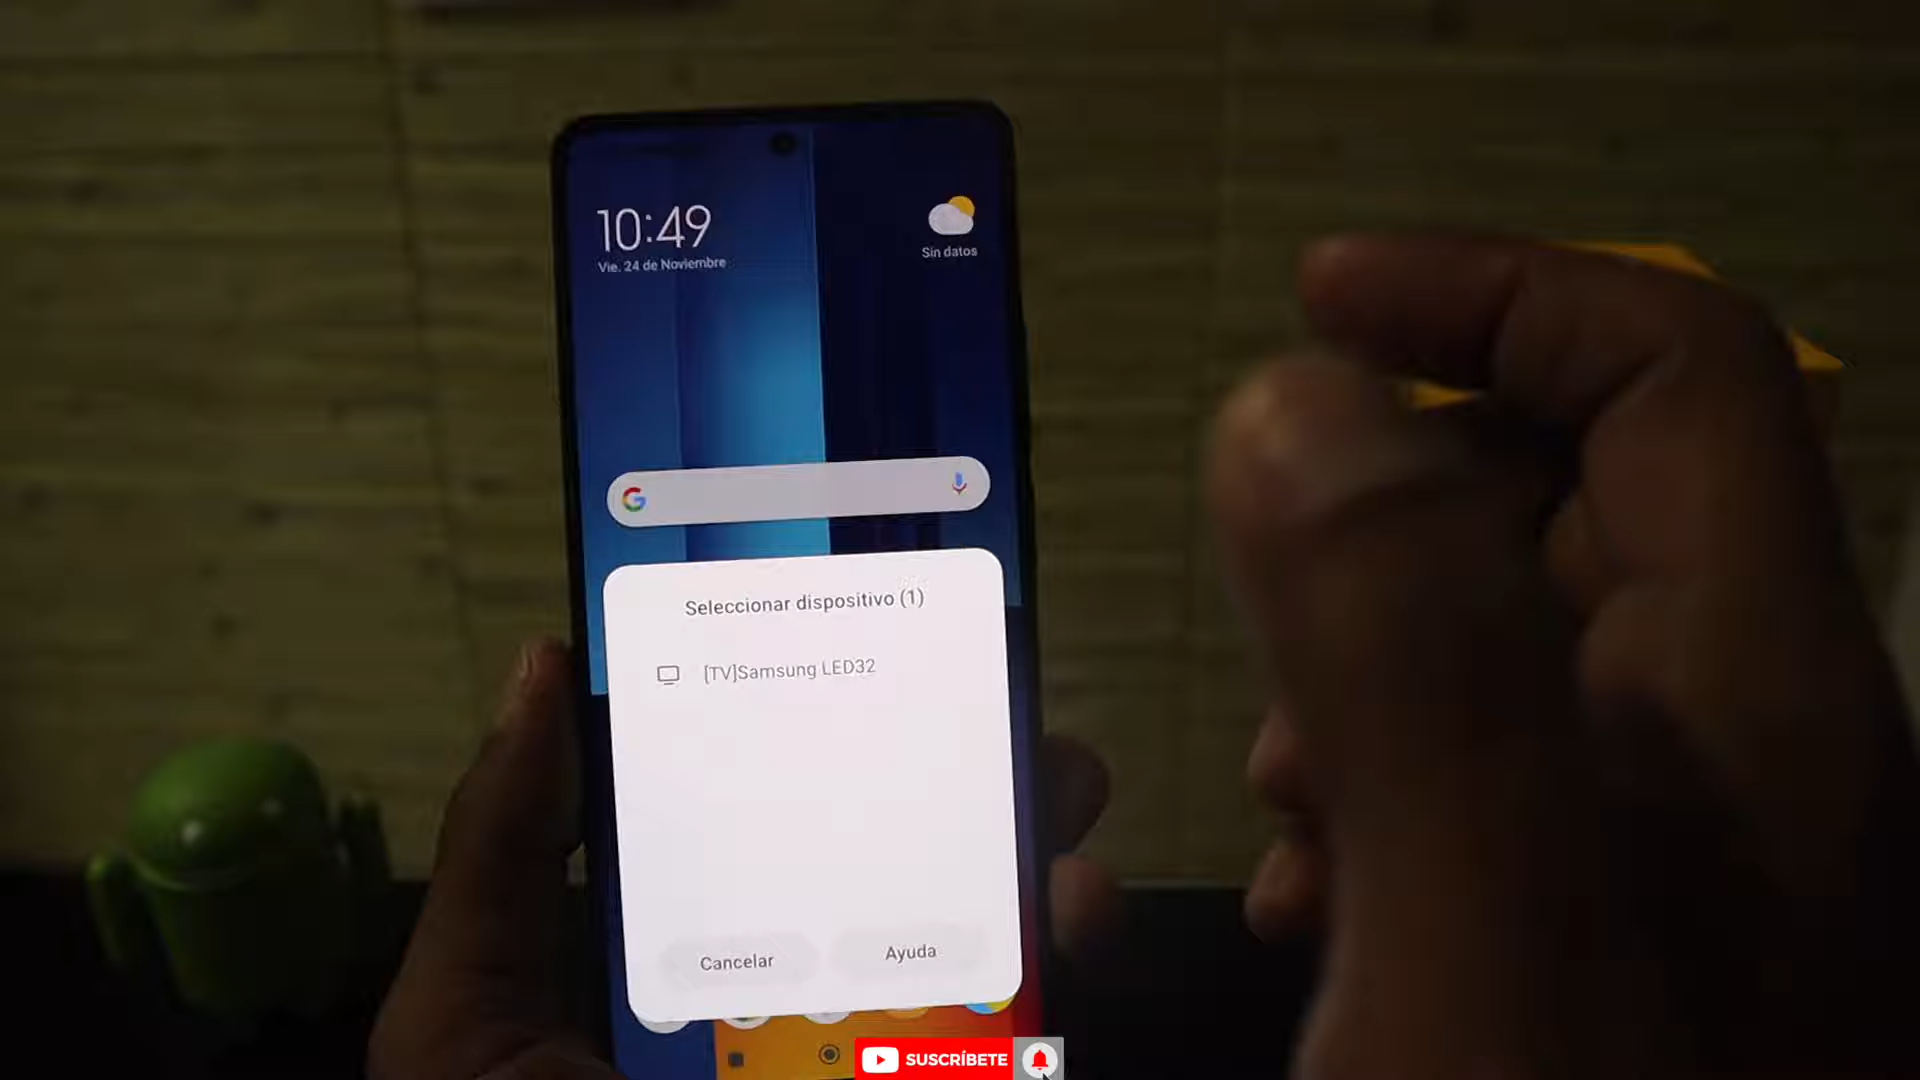 10:49
Vie. 24 de Noviembre
Sin datos
Seleccionar dispositivo (1)
[TV]Samsung LED32
Cancelar
Ayuda
SUSCRÍBETE